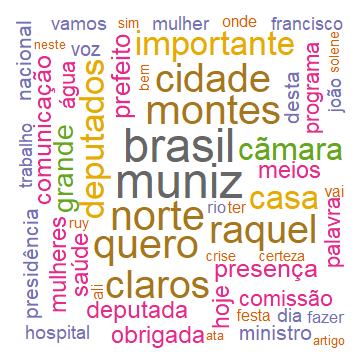 sim onde
vamos mulher francisco
nacional
comunicação
voz
água
prefeito
importante
bem
neste
deputados
cidade
desta
programa
joão
solene
montes
trabalho
grande
brasil
câmara
muniz
meios
casa
vai
palavra
presidência
mulheres
ruy
saúde
norte
rio ter
raquel
quero
ali
claros
crise certeza
presença
hoje
comissão
deputada
festa dia fazer
hospital
obrigada
ata
ministro
artigo